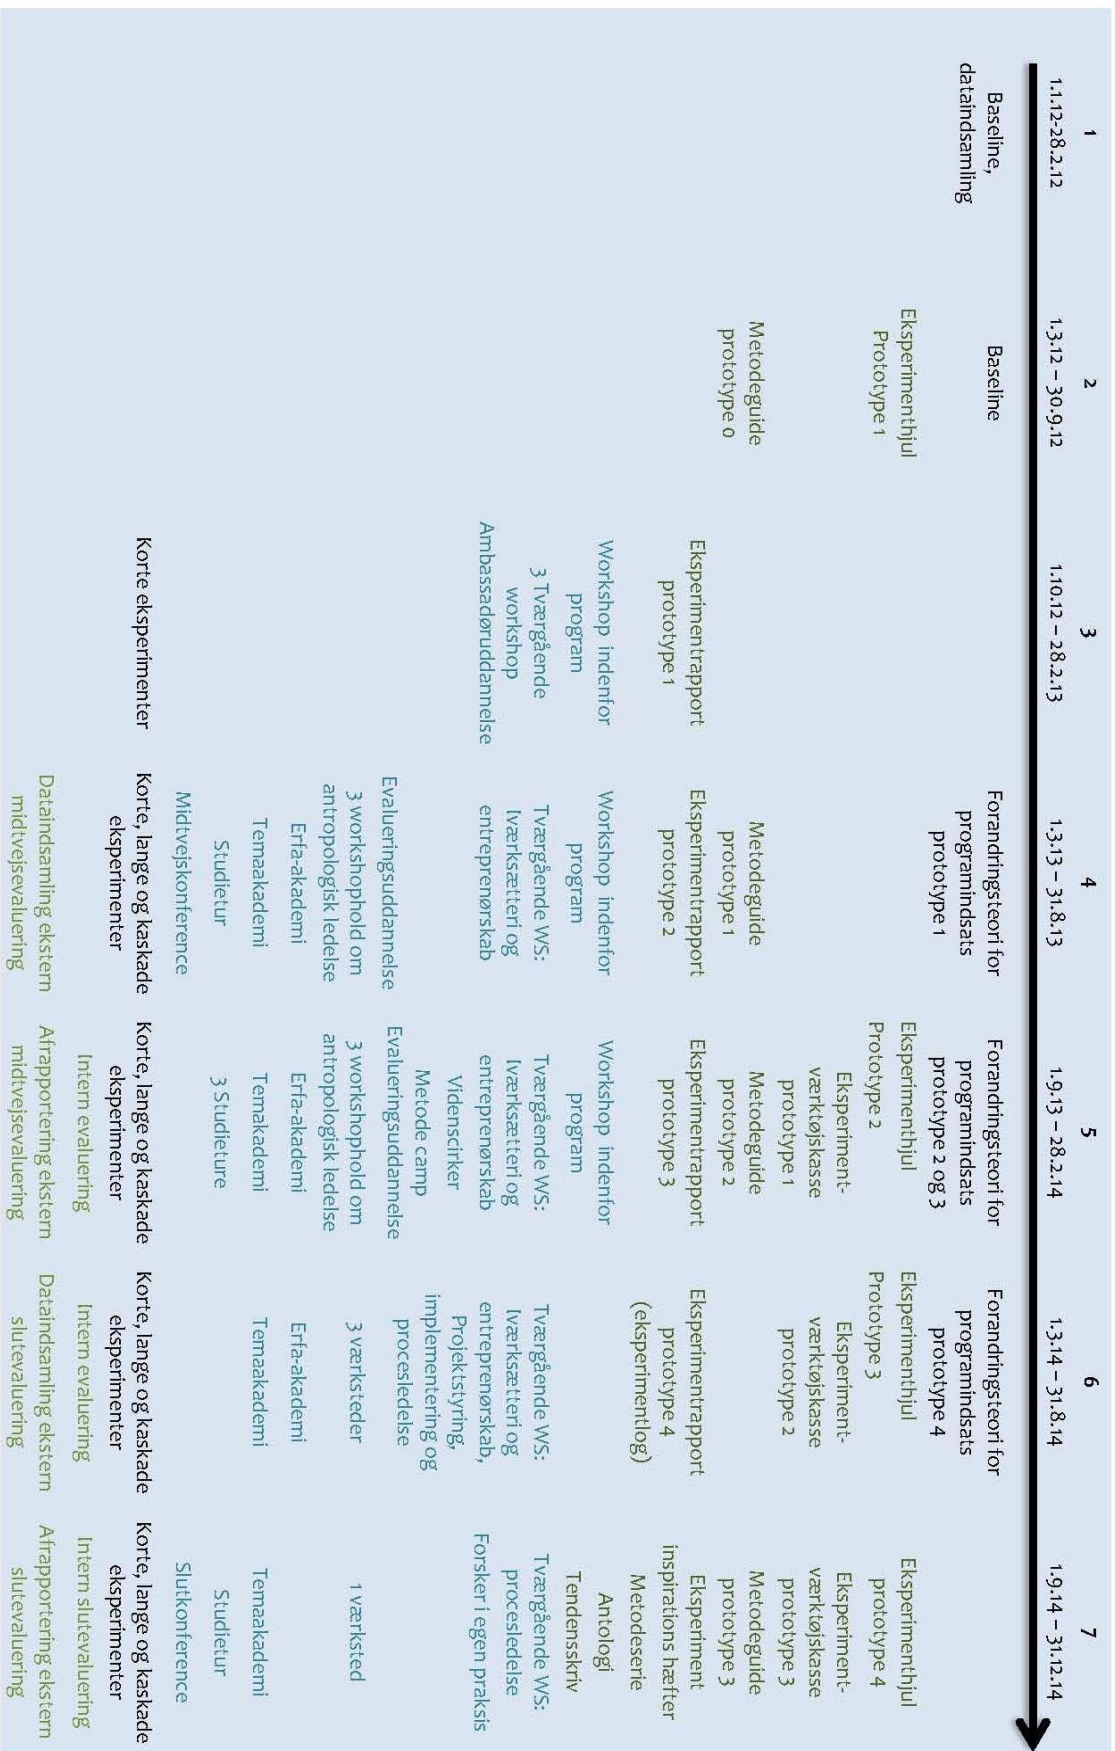 1
1.1.12-28.2.12
Baseline,
dataindsamling
2
1.3.12 – 30.9.12
Baseline
Eksperimenthjul
Prototype 1
Metodeguide
prototype 0
3
1.10.12 – 28.2.13
Eksperimentrapport
prototype 1
Workshop indenfor
program
3 Tværgående
workshop
Ambassadøruddannelse
Korte eksperimenter
4
1.3.13 – 31.8.13
Forandringsteori for
programindsats
prototype 1
Metodeguide
prototype 1
Eksperimentrapport
prototype 2
Workshop indenfor
program
Tværgående WS:
Iværksætteri og
entreprenørskab
Evalueringsuddannelse
3 workshophold om
antropologisk ledelse
Erfa-akademi
Temaakademi
Studietur
Midtvejskonference
Korte, lange og kaskade
eksperimenter
Dataindsamling ekstern
midtvejsevaluering
5
1.9.13 – 28.2.14
Forandringsteori for
programindsats
prototype 2 og 3
Eksperimenthjul
Prototype 2
Eksperiment-
værktøjskasse
prototype 1
Metodeguide
prototype 2
Eksperimentrapport
prototype 3
Workshop indenfor
program
Tværgående WS:
Iværksætteri og
entreprenørskab
Videnscirker
Metode camp
Evalueringsuddannelse
3 workshophold om
antropologisk ledelse
Erfa-akademi
Temakademi
3 Studieture
Korte, lange og kaskade
eksperimenter
Intern evaluering
Afrapportering ekstern
midtvejsevaluering
6
1.3.14 – 31.8.14
Forandringsteori for
programindsats
prototype 4
Eksperimenthjul
Prototype 3
Eksperiment-
værktøjskasse
prototype 2
Eksperimentrapport
prototype 4
(eksperimentlog)
Tværgående WS:
Iværksætteri og
entreprenørskab,
Projektstyring,
implementering og
procesledelse
3 værksteder
Erfa-akademi
Temaakademi
Korte, lange og kaskade
eksperimenter
Intern evaluering
Dataindsamling ekstern
slutevaluering
7
1.9.14 – 31.12.14
Eksperimenthjul
prototype 4
Eksperiment-
værktøjskasse
prototype 3
Metodeguide
prototype 3
Eksperiment
inspirations hæfter
Metodeserie
Antologi
Tendensskriv
Tværgående WS:
procesledelse
Forsker i egen praksis
1 værksted
Temaakademi
Studietur
Slutkonference
Korte, lange og kaskade
eksperimenter
Intern slutevaluering
Afrapportering ekstern
slutevaluering